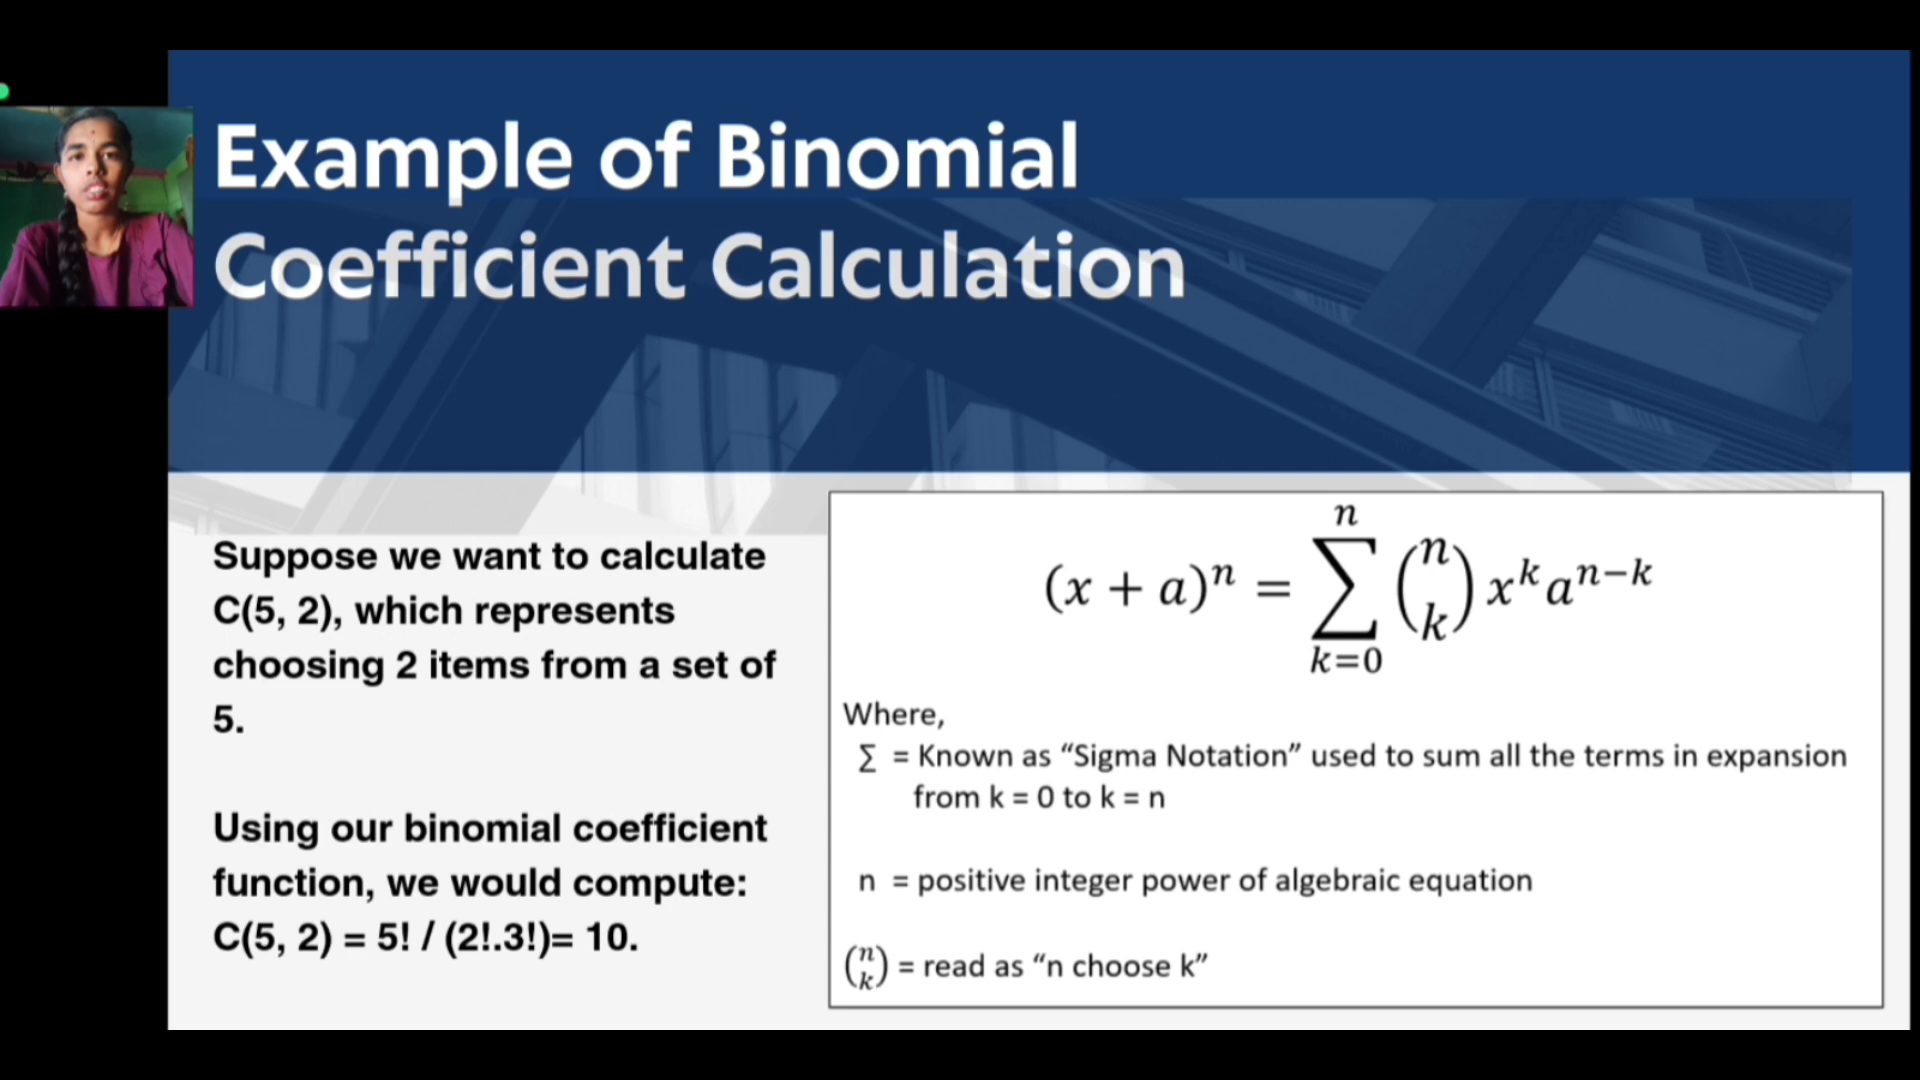 Example of Binomial
Coefficient Calculation
Suppose we want to calculate
C(5, 2), which represents
choosing 2 items from a set of
5.
Using our binomial coefficient
function, we would compute:
C(5, 2) = 5! / (2!.3!)= 10.
(x + a)ⁿ = ∑ₖ₌₀ⁿ (n k) xᵏaⁿ⁻ᵏ
Where,
∑ = Known as “Sigma Notation” used to sum all the terms in expansion
from k = 0 to k = n
n = positive integer power of algebraic equation
(n k) = read as “n choose k”